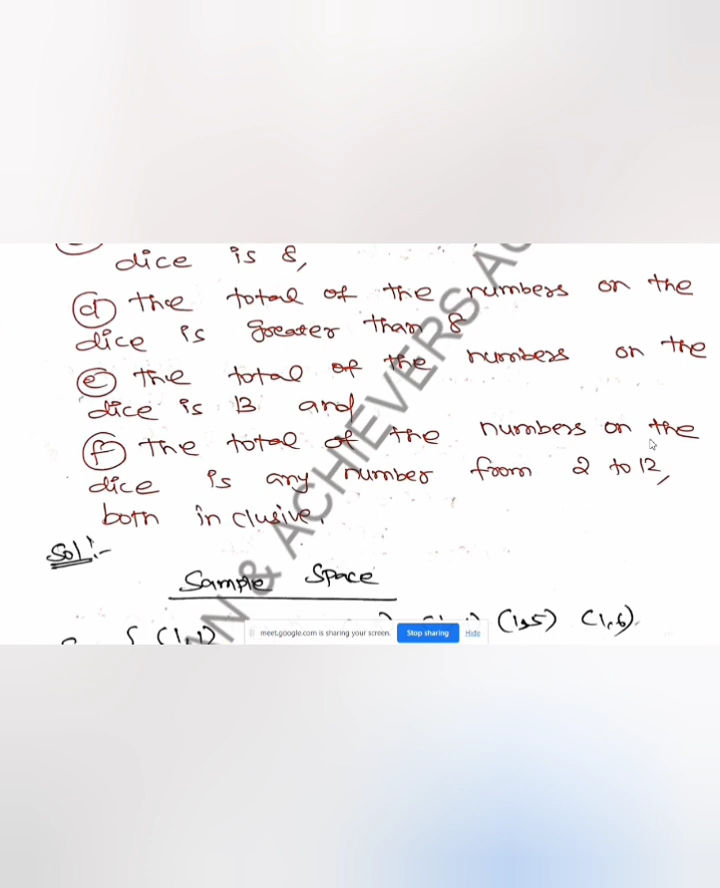 dice is 8,
(d) the total of the numbers on the
dice is greater than 8
(e) the total of the numbers on the
dice is 13 and
(f) the total of the numbers on the
dice is any number from 2 to 12,
both inclusive.
Sol:-
Sample Space
{ (1,1) (1,5) (1,6).
meet.google.com is sharing your screen. Stop sharing Hide
& ACHIEVERS